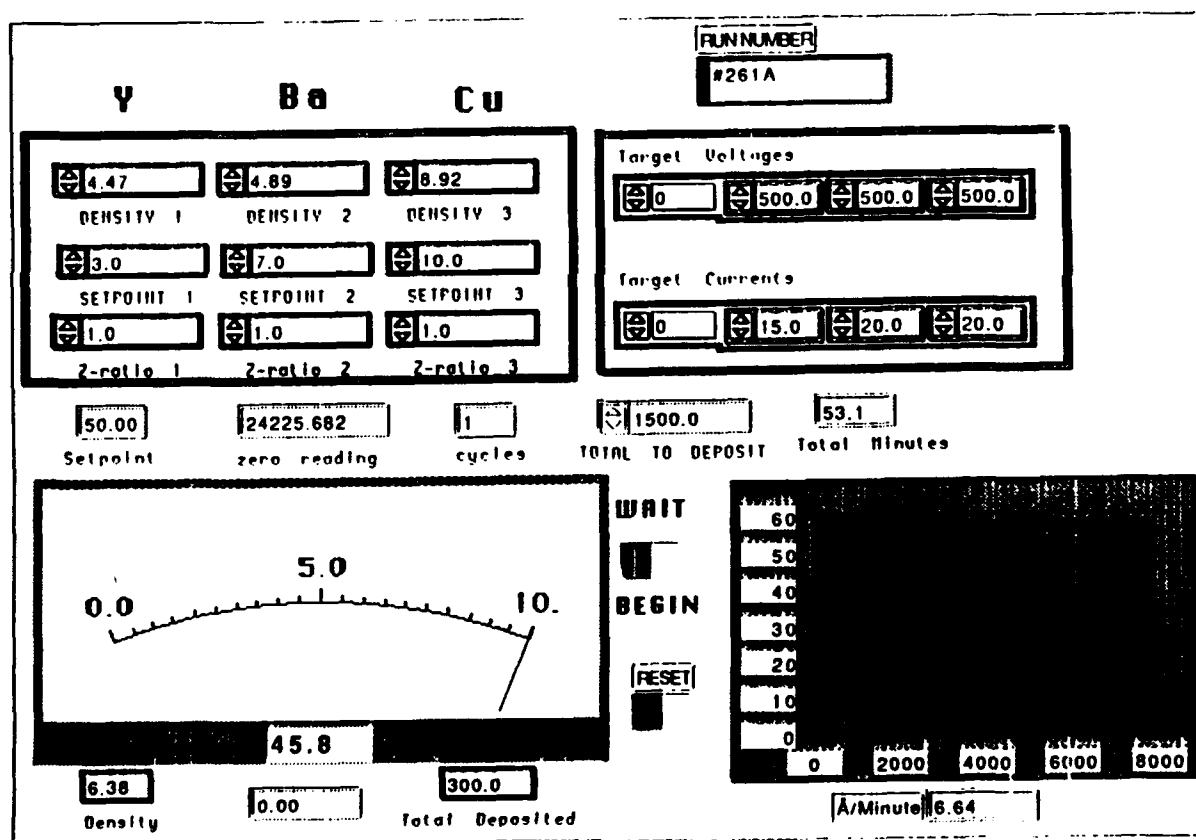 RUN NUMBER
#261A
Y Ba Cu
4.47 4.89 8.92
DENSITY 1 DENSITY 2 DENSITY 3
3.0 7.0 10.0
SETPOINT 1 SETPOINT 2 SETPOINT 3
1.0 1.0 1.0
Z-ratio 1 Z-ratio 2 Z-ratio 3
Target Voltages
0 500.0 500.0 500.0
Target Currents
0 15.0 20.0 20.0
50.00 24225.682 1 1500.0 53.1
Setpoint zero reading cycles TOTAL TO DEPOSIT Total Minutes
0.0 5.0 10.
45.8
6.38 0.00 300.0
Density Total Deposited
WAIT
BEGIN
RESET
60
50
40
30
20
10
0
0 2000 4000 6000 8000
Å/Minute 6.64